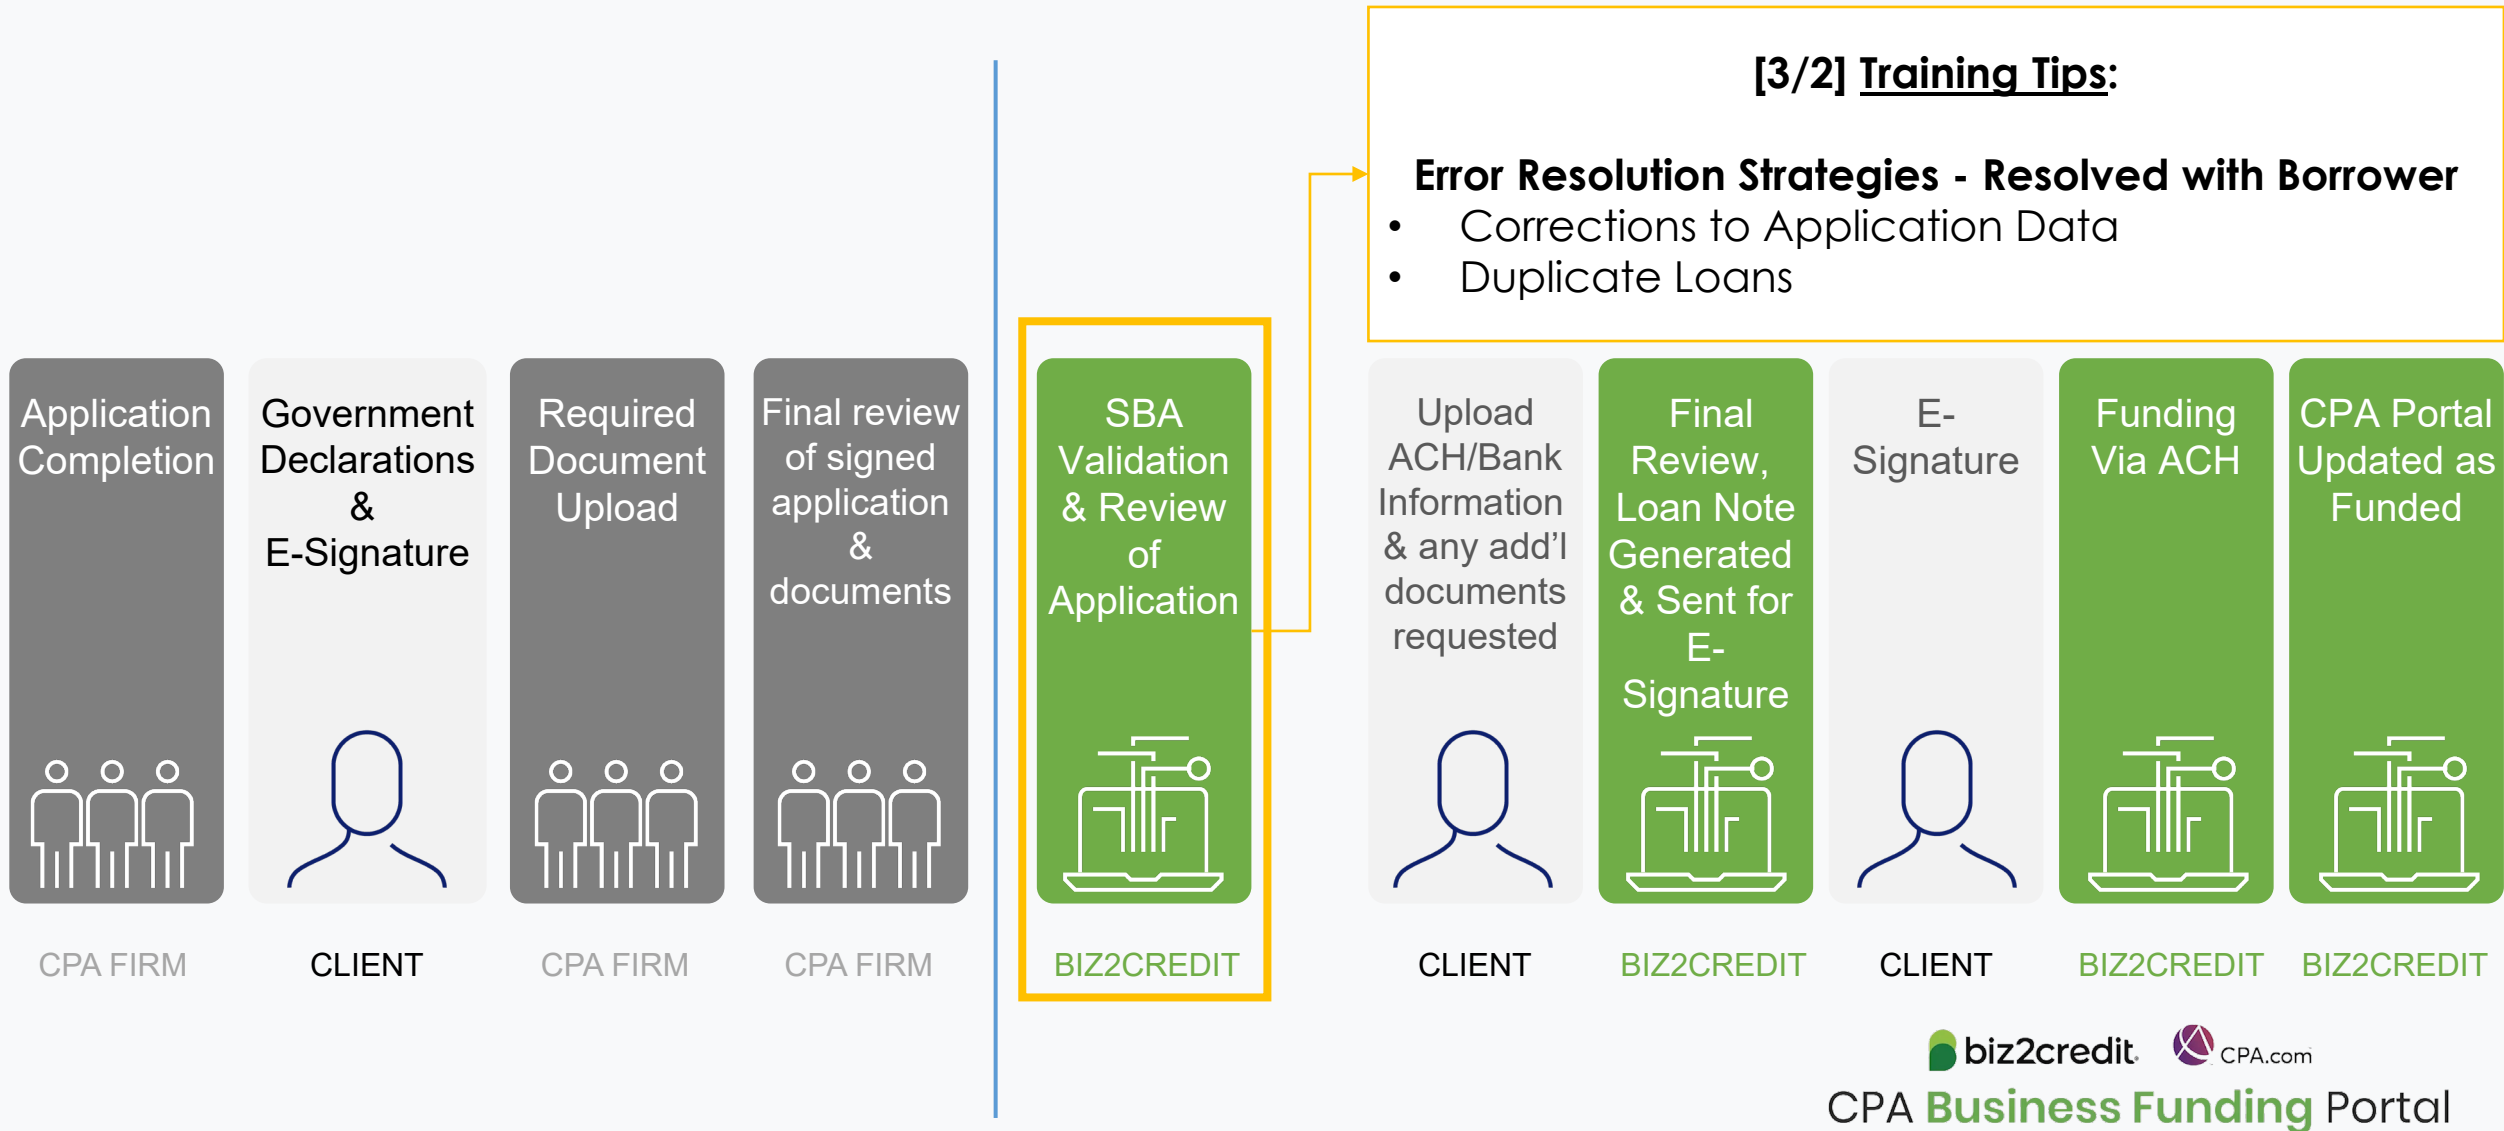 [3/2] Training Tips:
Error Resolution Strategies - Resolved with Borrower
• Corrections to Application Data
• Duplicate Loans
Application
Completion
CPA FIRM
Government
Declarations
&
E-Signature
CLIENT
Required
Document
Upload
CPA FIRM
Final review
of signed
application
&
documents
CPA FIRM
SBA
Validation
& Review
of
Application
BIZ2CREDIT
Upload
ACH/Bank
Information
& any add’l
documents
requested
CLIENT
Final
Review,
Loan Note
Generated
& Sent for
E-
Signature
BIZ2CREDIT
E-
Signature
CLIENT
Funding
Via ACH
BIZ2CREDIT
CPA Portal
Updated as
Funded
BIZ2CREDIT
biz2credit. CPA.com
CPA Business Funding Portal